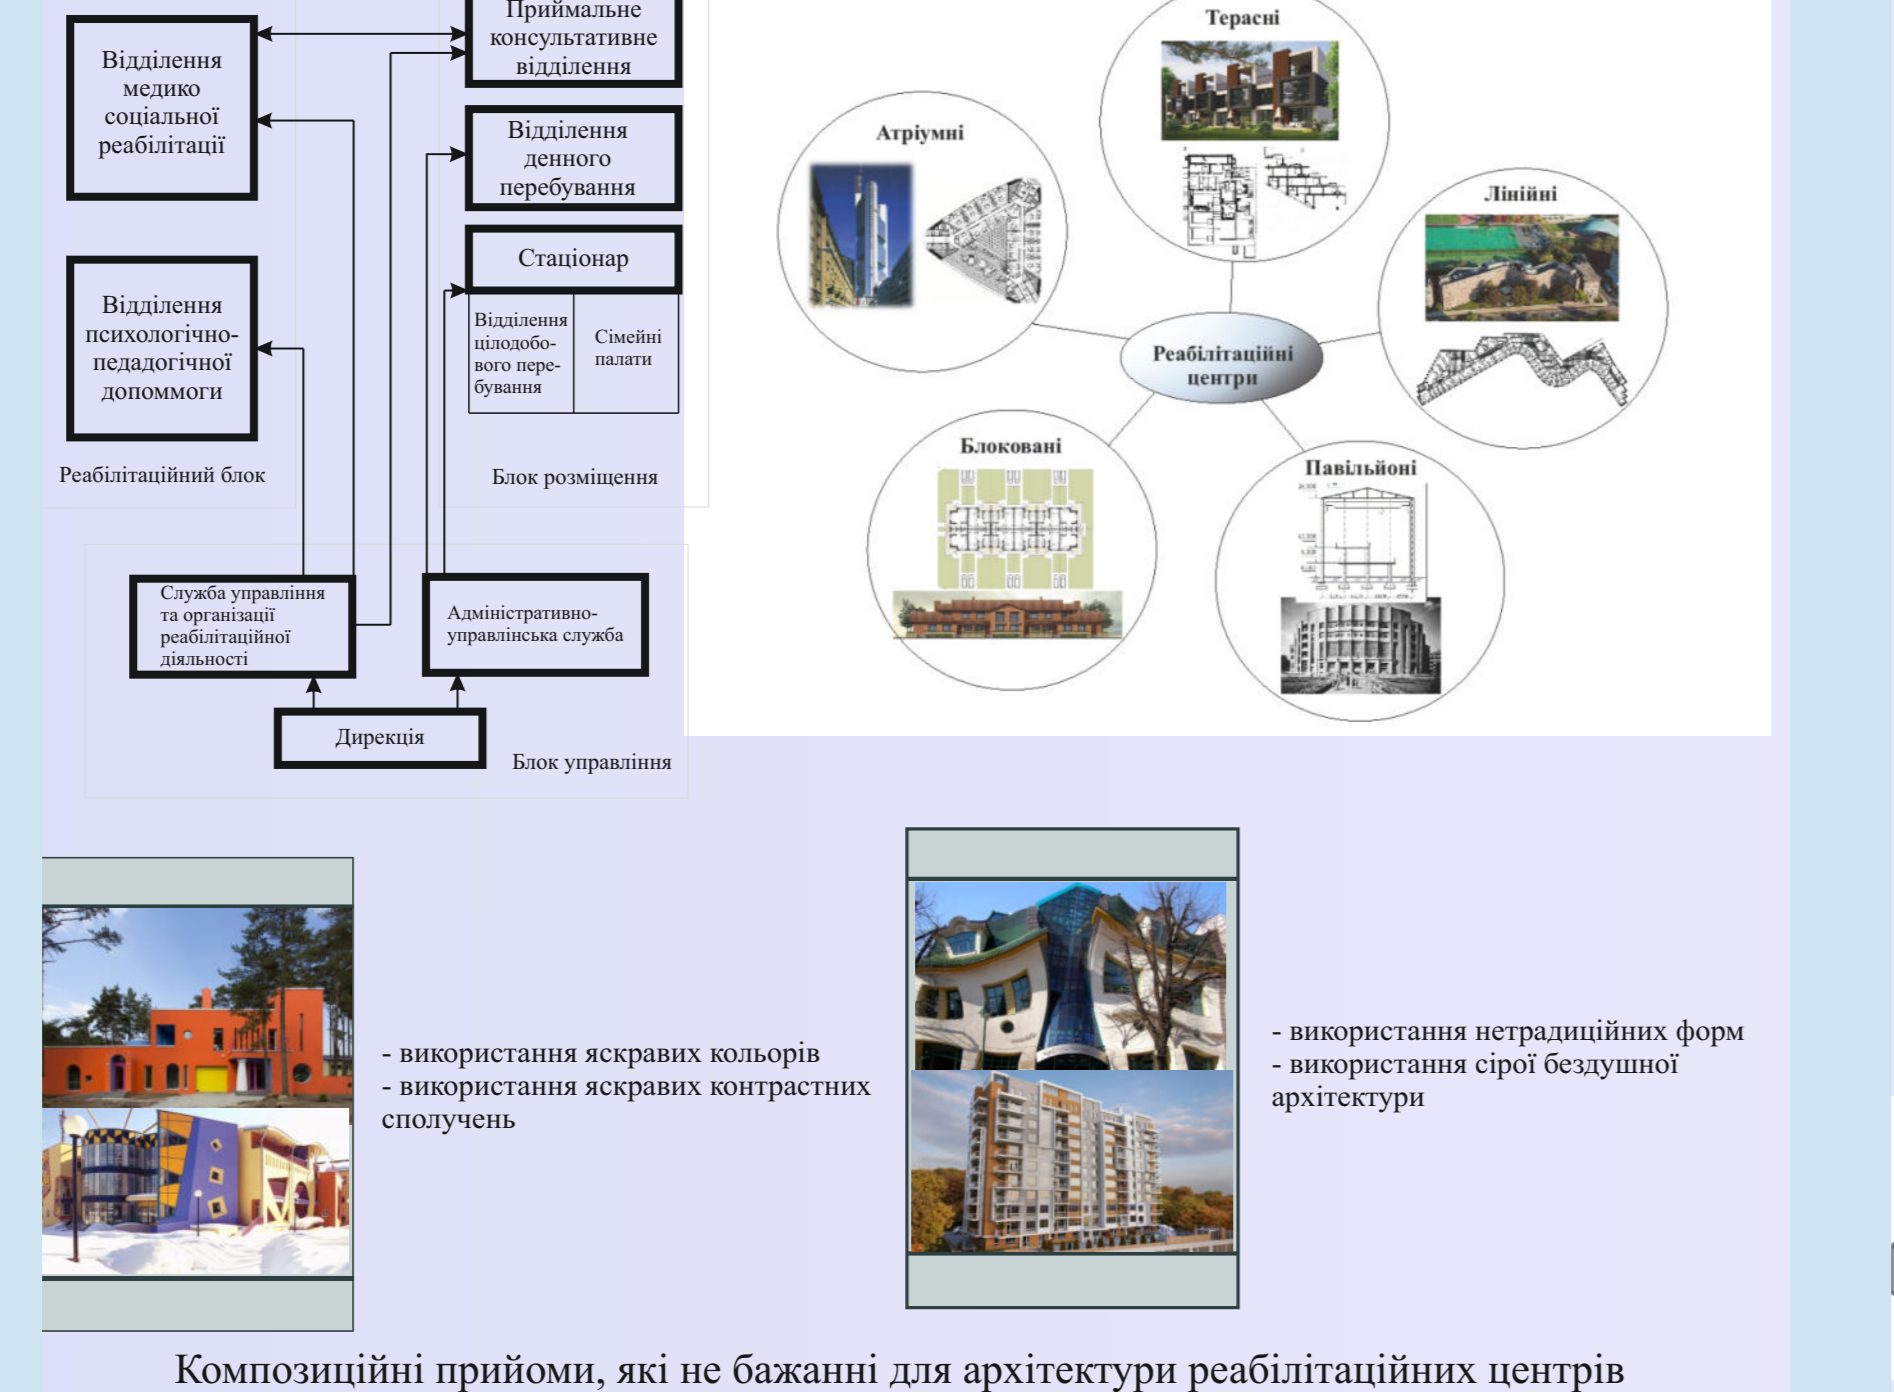 Відділення
медико
соціальної
реабілітації
Приймальне
консультативне
відділення
Відділення
денного
перебування
Стаціонар
Відділення
цілодобо-
вого пере-
бування
Сімейні
палати
Відділення
психологічно-
педагогічної
допоммоги
Реабілітаційний блок
Блок розміщення
Служба управління
та організації
реабілітаційної
діяльності
Адміністративно-
управлінська служба
Дирекція
Блок управління
Терасні
Атріумні
Лінійні
Реабілітаційні
центри
Блоковані
Павільйоні
- використання яскравих кольорів
- використання яскравих контрастних
сполучень
- використання нетрадиційних форм
- використання сірої бездушної
архітектури
Композиційні прийоми, які не бажанні для архітектури реабілітаційних центрів